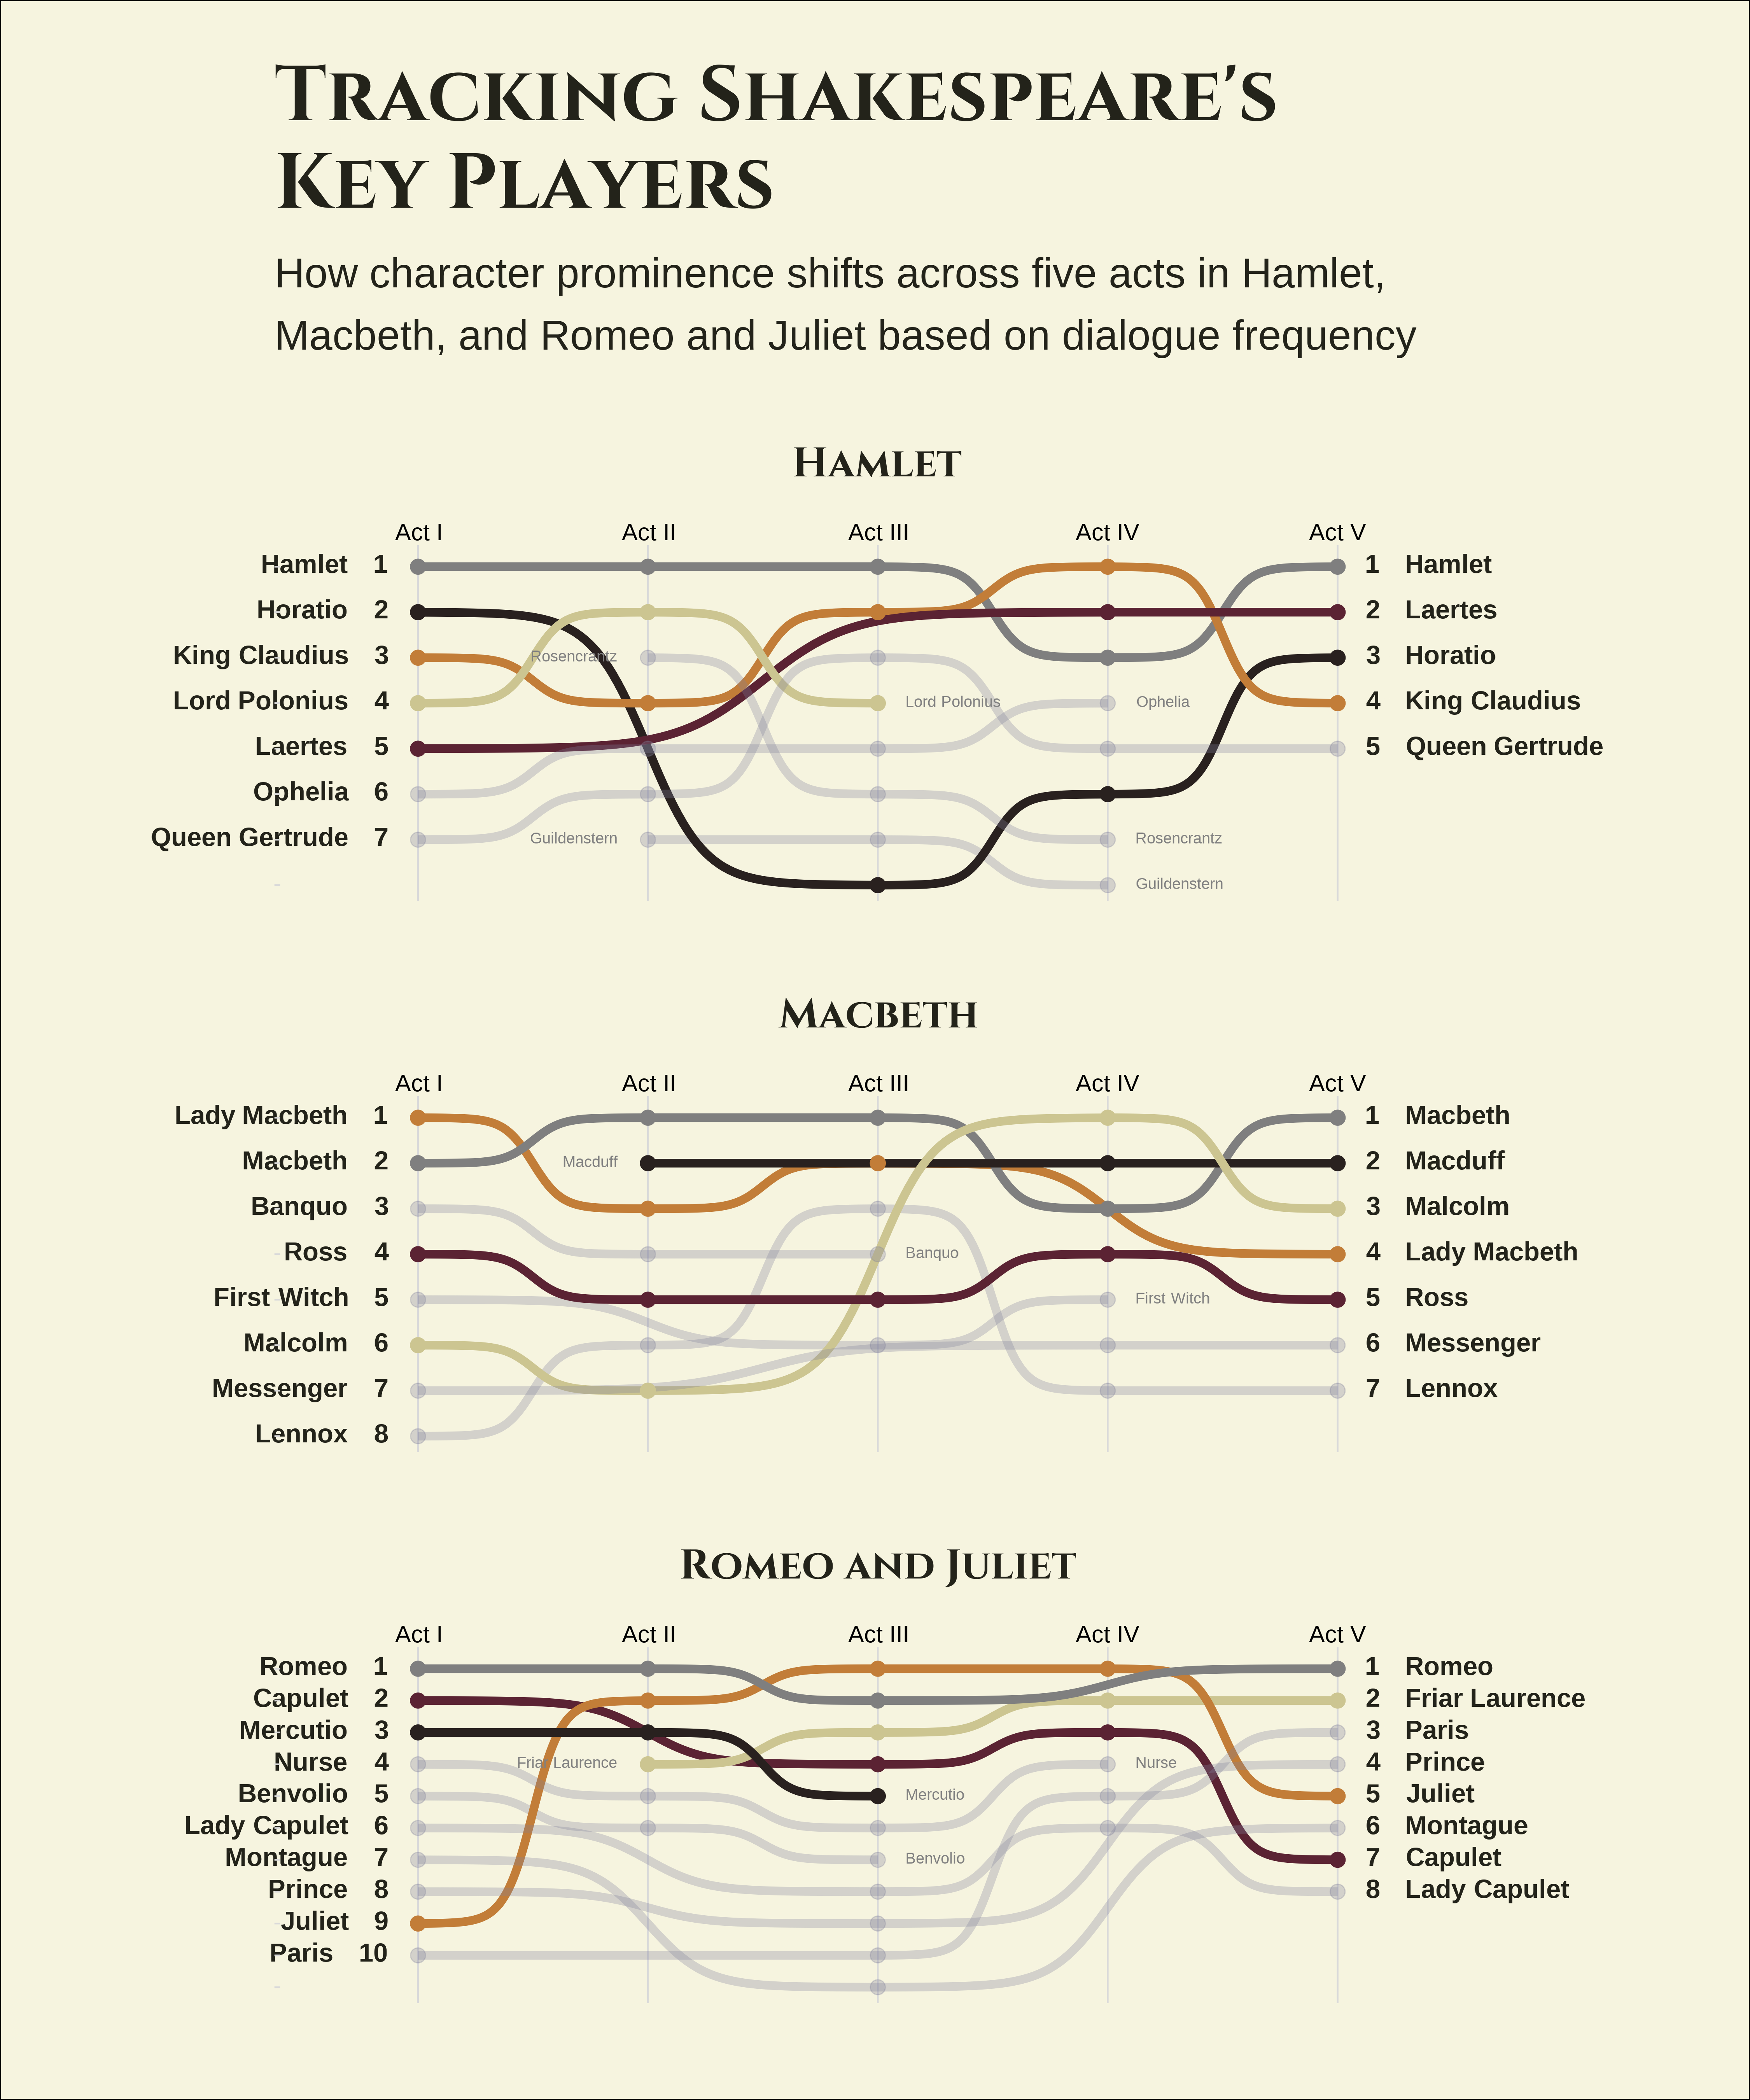 Tracking Shakespeare's
Key Players
How character prominence shifts across five acts in Hamlet,
Macbeth, and Romeo and Juliet based on dialogue frequency
Hamlet
Act I Act II Act III Act IV Act V
Hamlet 1 1 Hamlet
Horatio 2 2 Laertes
King Claudius 3 Rosencrantz 3 Horatio
Lord Polonius 4 Lord Polonius Ophelia 4 King Claudius
Laertes 5 5 Queen Gertrude
Ophelia 6
Queen Gertrude 7 Guildenstern Rosencrantz
Guildenstern
Macbeth
Act I Act II Act III Act IV Act V
Lady Macbeth 1 1 Macbeth
Macbeth 2 Macduff 2 Macduff
Banquo 3 3 Malcolm
Ross 4 Banquo 4 Lady Macbeth
First Witch 5 First Witch 5 Ross
Malcolm 6 6 Messenger
Messenger 7 7 Lennox
Lennox 8
Romeo and Juliet
Act I Act II Act III Act IV Act V
Romeo 1 1 Romeo
Capulet 2 2 Friar Laurence
Mercutio 3 3 Paris
Nurse 4 Friar Laurence Nurse 4 Prince
Benvolio 5 Mercutio 5 Juliet
Lady Capulet 6 6 Montague
Montague 7 Benvolio 7 Capulet
Prince 8 8 Lady Capulet
Juliet 9
Paris 10